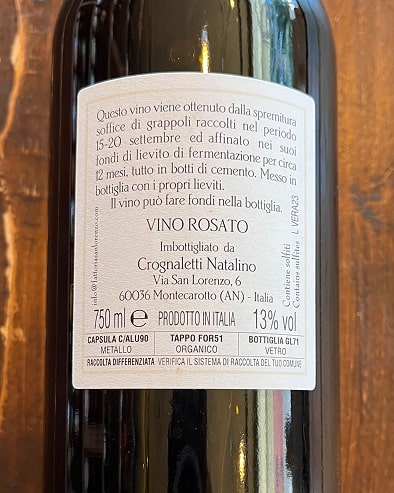 Questo vino viene ottenuto dalla spremitura
soffice di grappoli raccolti nel periodo
15-20 settembre ed affinato nei suoi
fondi di lievito di fermentazione per circa
12 mesi, tutto in botti di cemento. Messo in
bottiglia con i propri lieviti.
Il vino può fare fondi nella bottiglia.
VINO ROSATO
Imbottigliato da
Crognaletti Natalino
Via San Lorenzo, 6
60036 Montecarotto (AN) - Italia
info@fattoriasanlorenzo.com
Contiene solfiti
Contains sulfites L VERA23
750 ml e PRODOTTO IN ITALIA 13% vol
CAPSULA C/ALU90 TAPPO FOR51 BOTTIGLIA GL71
METALLO ORGANICO VETRO
RACCOLTA DIFFERENZIATA VERIFICA IL SISTEMA DI RACCOLTA DEL TUO COMUNE